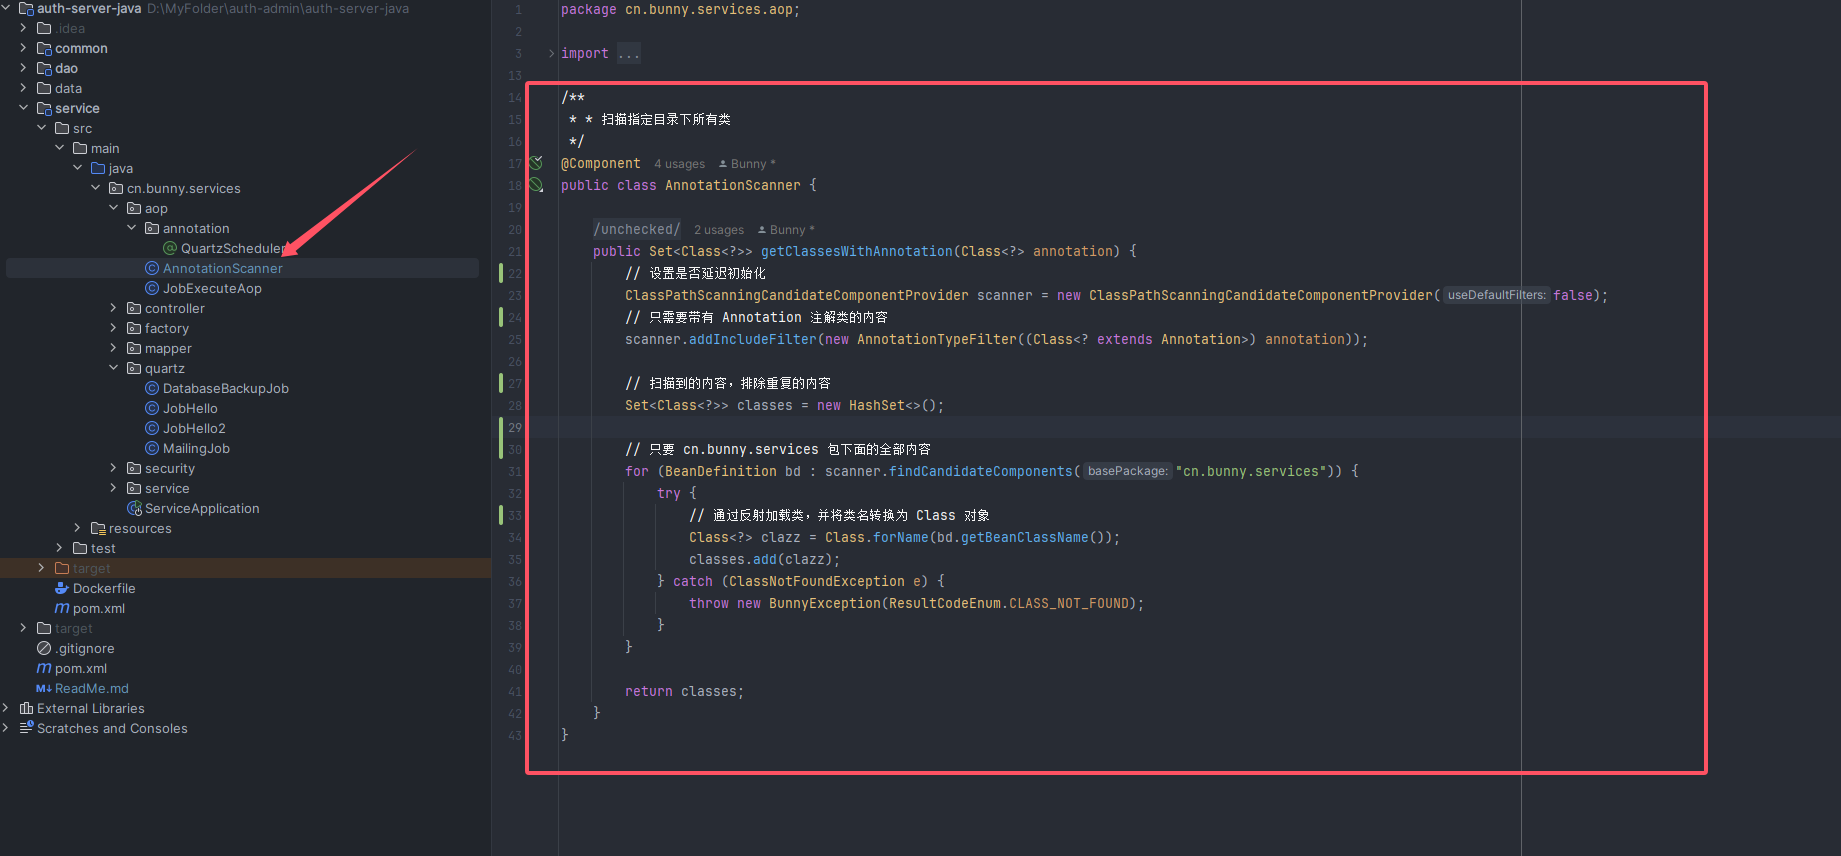 auth-server-java D:\MyFolder\auth-admin\auth-server-java
.idea
common
dao
data
service
src
main
java
cn.bunny.services
aop
annotation
QuartzScheduler
AnnotationScanner
JobExecuteAop
controller
factory
mapper
quartz
DatabaseBackupJob
JobHello
JobHello2
MailingJob
security
service
ServiceApplication
resources
test
target
Dockerfile
pom.xml
target
.gitignore
pom.xml
ReadMe.md
External Libraries
Scratches and Consoles
1 package cn.bunny.services.aop;
2
3 import ...
13
14 /**
15 * * 扫描指定目录下所有类
16 */
17 @Component 4 usages Bunny *
18 public class AnnotationScanner {
19
20 /unchecked/ 2 usages Bunny *
21 public Set<Class<?>> getClassesWithAnnotation(Class<?> annotation) {
22 // 设置是否延迟初始化
23 ClassPathScanningCandidateComponentProvider scanner = new ClassPathScanningCandidateComponentProvider( useDefaultFilters: false);
24 // 只需要带有 Annotation 注解类的内容
25 scanner.addIncludeFilter(new AnnotationTypeFilter((Class<? extends Annotation>) annotation));
26
27 // 扫描到的内容，排除重复的内容
28 Set<Class<?>> classes = new HashSet<>();
29
30 // 只要 cn.bunny.services 包下面的全部内容
31 for (BeanDefinition bd : scanner.findCandidateComponents( basePackage: "cn.bunny.services")) {
32 try {
33 // 通过反射加载类，并将类名转换为 Class 对象
34 Class<?> clazz = Class.forName(bd.getBeanClassName());
35 classes.add(clazz);
36 } catch (ClassNotFoundException e) {
37 throw new BunnyException(ResultCodeEnum.CLASS_NOT_FOUND);
38 }
39 }
40
41 return classes;
42 }
43 }